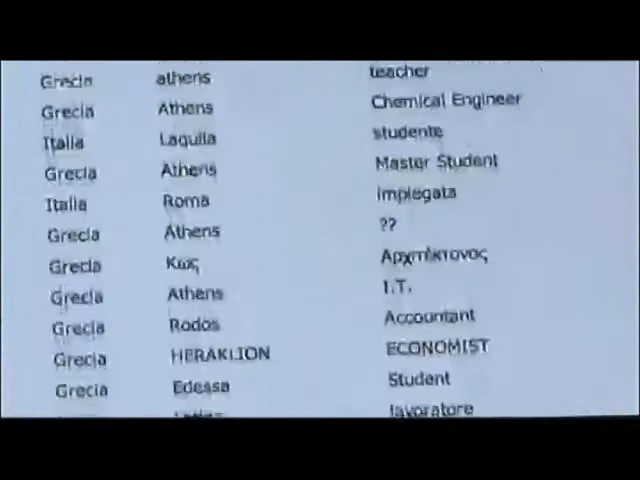 Grecia athens teacher
Grecia Athens Chemical Engineer
Italia Laquila studente
Grecia Athens Master Student
Italia Roma impiegata
Grecia Athens ??
Grecia Κως Αρχιτέκτονος
Grecia Athens I.T.
Grecia Rodos Accountant
Grecia HERAKLION ECONOMIST
Grecia Edessa Student
lavoratore